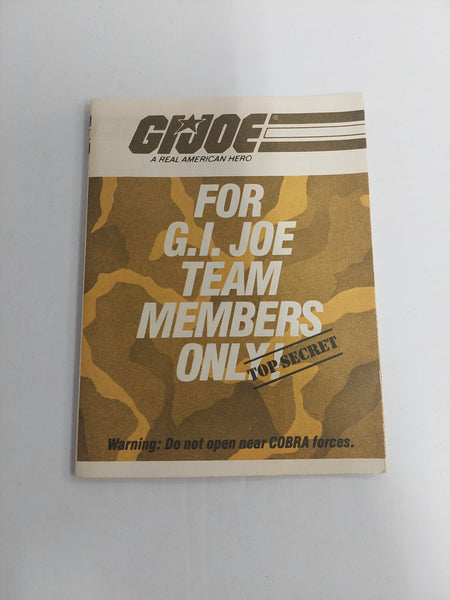 G.I. JOE
A REAL AMERICAN HERO
FOR
G.I. JOE
TEAM
MEMBERS
ONLY!
TOP SECRET
Warning: Do not open near COBRA forces.